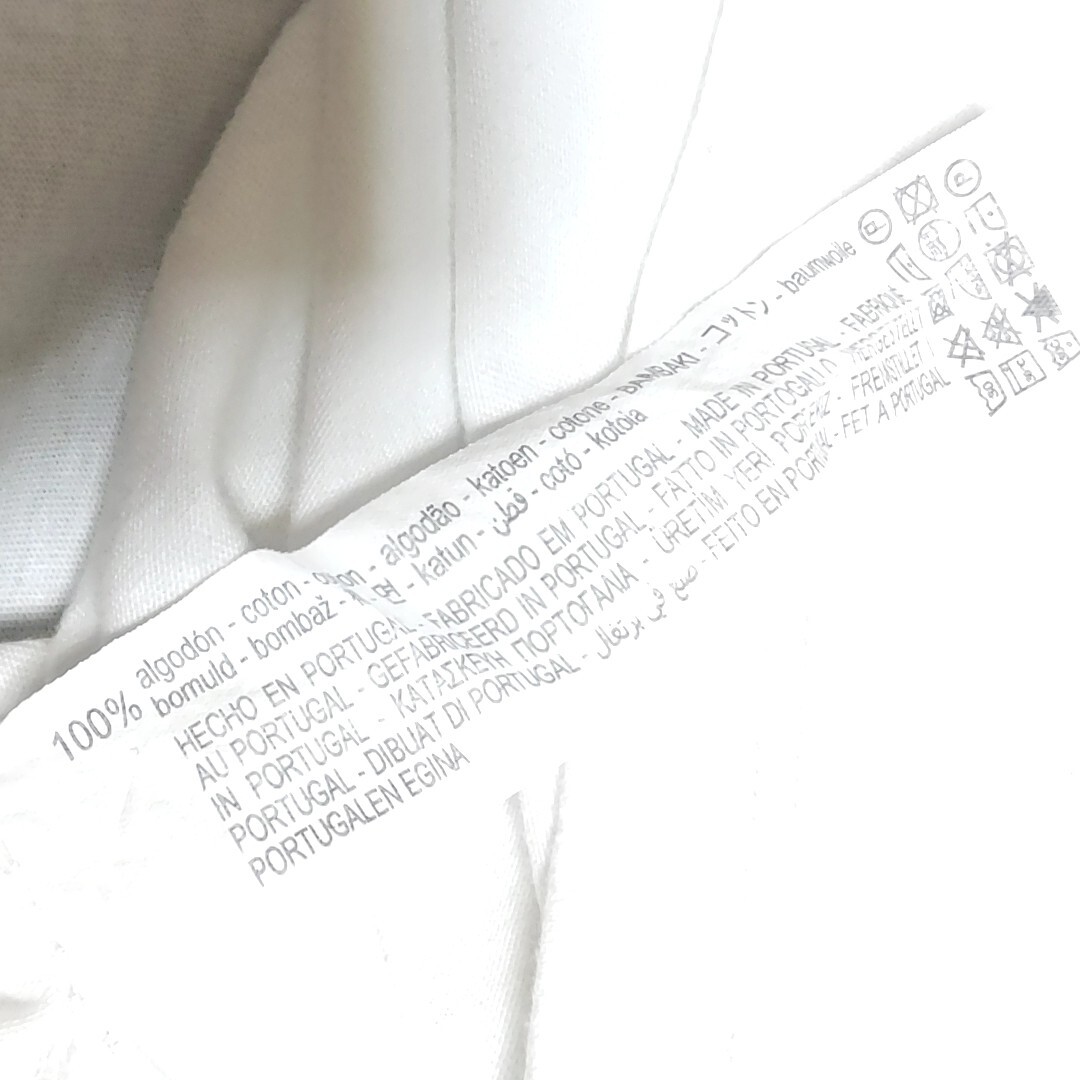 100% algodón - coton - cotton - algodão - katoen - cotone - ΒΑΜΒΑΚΙ - コットン - baumwolle
bomuld - bombaž - 면 - katun - قطن - cotó - kotoia
HECHO EN PORTUGAL - FABRICADO EM PORTUGAL - MADE IN PORTUGAL - FABRIQUÉ
AU PORTUGAL - GEFABRICEERD IN PORTUGAL - FATTO IN PORTOGALLO - HERGESTELLT
IN PORTUGAL - ΚΑΤΑΣΚΕΥΗ ΠΟΡΤΟΓΑΛΙΑ - ÜRETİM YERİ PORTEKİZ - FREMSTILLET I
PORTUGAL - DIBUAT DI PORTUGAL - صنع في برتغال - FEITO EN PORTUGAL - FET A PORTUGAL
PORTUGALEN EGINA